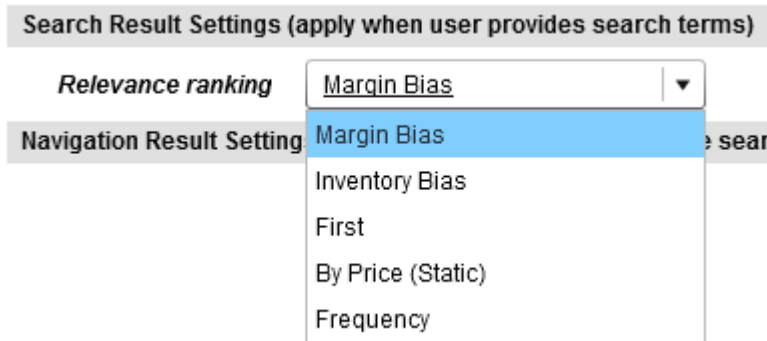 Search Result Settings (apply when user provides search terms)
Relevance ranking Margin Bias
Navigation Result Setting
Margin Bias
Inventory Bias
First
By Price (Static)
Frequency